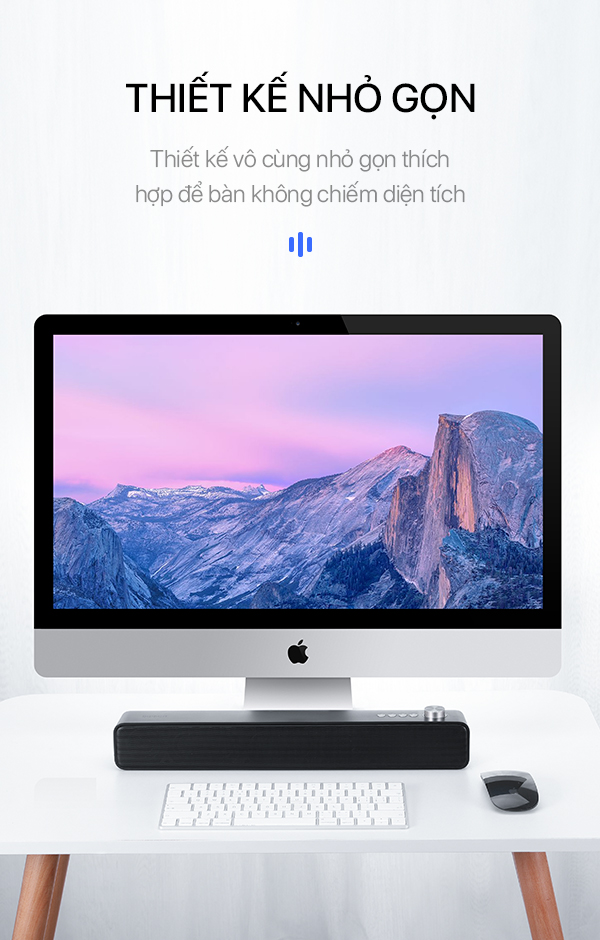 THIẾT KẾ NHỎ GỌN
Thiết kế vô cùng nhỏ gọn thích
hợp để bàn không chiếm diện tích